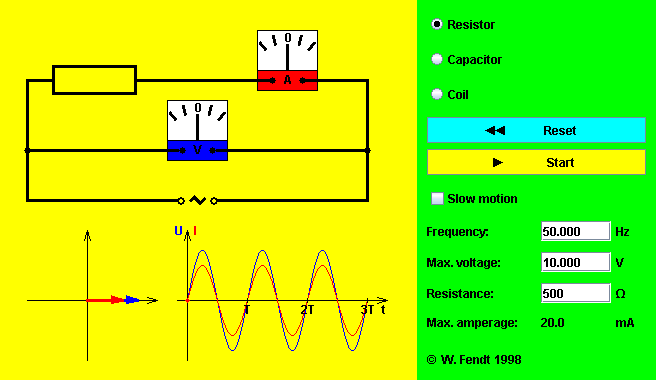 0
A
0
V
U I
T 2T 3T t
Resistor
Capacitor
Coil
Reset
Start
Slow motion
Frequency: 50.000 Hz
Max. voltage: 10.000 V
Resistance: 500 Ω
Max. amperage: 20.0 mA
© W. Fendt 1998